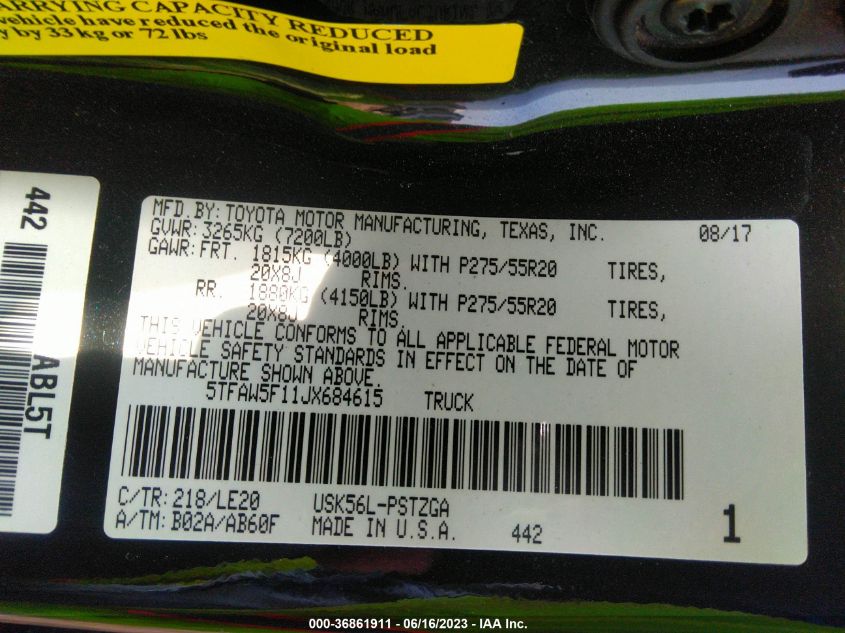 ARRYING CAPACITY REDUCED
vehicle have reduced the original load
y by 33 kg or 72 lbs
442
ABL5T
MFD. BY: TOYOTA MOTOR MANUFACTURING, TEXAS, INC. 08/17
GVWR: 3265KG (7200LB)
GAWR: FRT. 1815KG (4000LB) WITH P275/55R20 TIRES,
20X8J RIMS.
RR. 1880KG (4150LB) WITH P275/55R20 TIRES,
20X8J RIMS.
THIS VEHICLE CONFORMS TO ALL APPLICABLE FEDERAL MOTOR
VEHICLE SAFETY STANDARDS IN EFFECT ON THE DATE OF
MANUFACTURE SHOWN ABOVE.
5TFAW5F11JX684615 TRUCK
C/TR: 218/LE20 USK56L-PSTZGA
A/TM: B02A/AB60F MADE IN U.S.A. 442 1
000-36861911 - 06/16/2023 - IAA Inc.